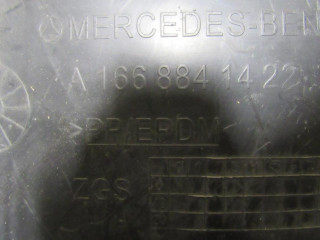 MERCEDES-BEN
A 166 884 14 22
>PP/EPDM<
ZGS